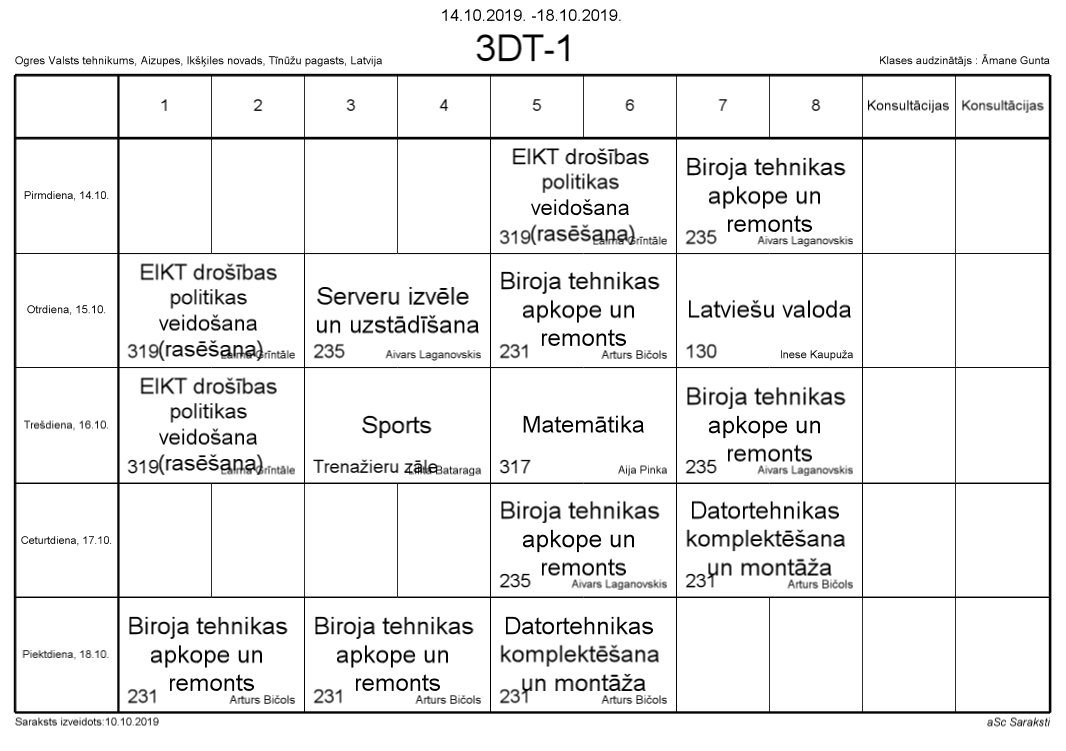 14.10.2019. -18.10.2019.
3DT-1
Ogres Valsts tehnikums, Aizupes, Ikšķiles novads, Tīnūžu pagasts, Latvija
Klases audzinātājs : Āmane Gunta
1 2 3 4 5 6 7 8 Konsultācijas Konsultācijas
Pirmdiena, 14.10.
EIKT drošības
politikas
veidošana
(rasēšana)
319 Laima Grīntāle
Biroja tehnikas
apkope un
remonts
235 Aivars Laganovskis
Otrdiena, 15.10.
EIKT drošības
politikas
veidošana
(rasēšana)
319 Laima Grīntāle
Serveru izvēle
un uzstādīšana
235 Aivars Laganovskis
Biroja tehnikas
apkope un
remonts
231 Arturs Bičols
Latviešu valoda
130 Inese Kaupuža
Trešdiena, 16.10.
EIKT drošības
politikas
veidošana
(rasēšana)
319 Laima Grīntāle
Sports
Trenažieru zāle Bataraga
Matemātika
317 Aija Pinka
Biroja tehnikas
apkope un
remonts
235 Aivars Laganovskis
Ceturtdiena, 17.10.
Biroja tehnikas
apkope un
remonts
235 Aivars Laganovskis
Datortehnikas
komplektēšana
un montāža
231 Arturs Bičols
Piektdiena, 18.10.
Biroja tehnikas
apkope un
remonts
231 Arturs Bičols
Biroja tehnikas
apkope un
remonts
231 Arturs Bičols
Datortehnikas
komplektēšana
un montāža
231 Arturs Bičols
Saraksts izveidots:10.10.2019
aSc Saraksti